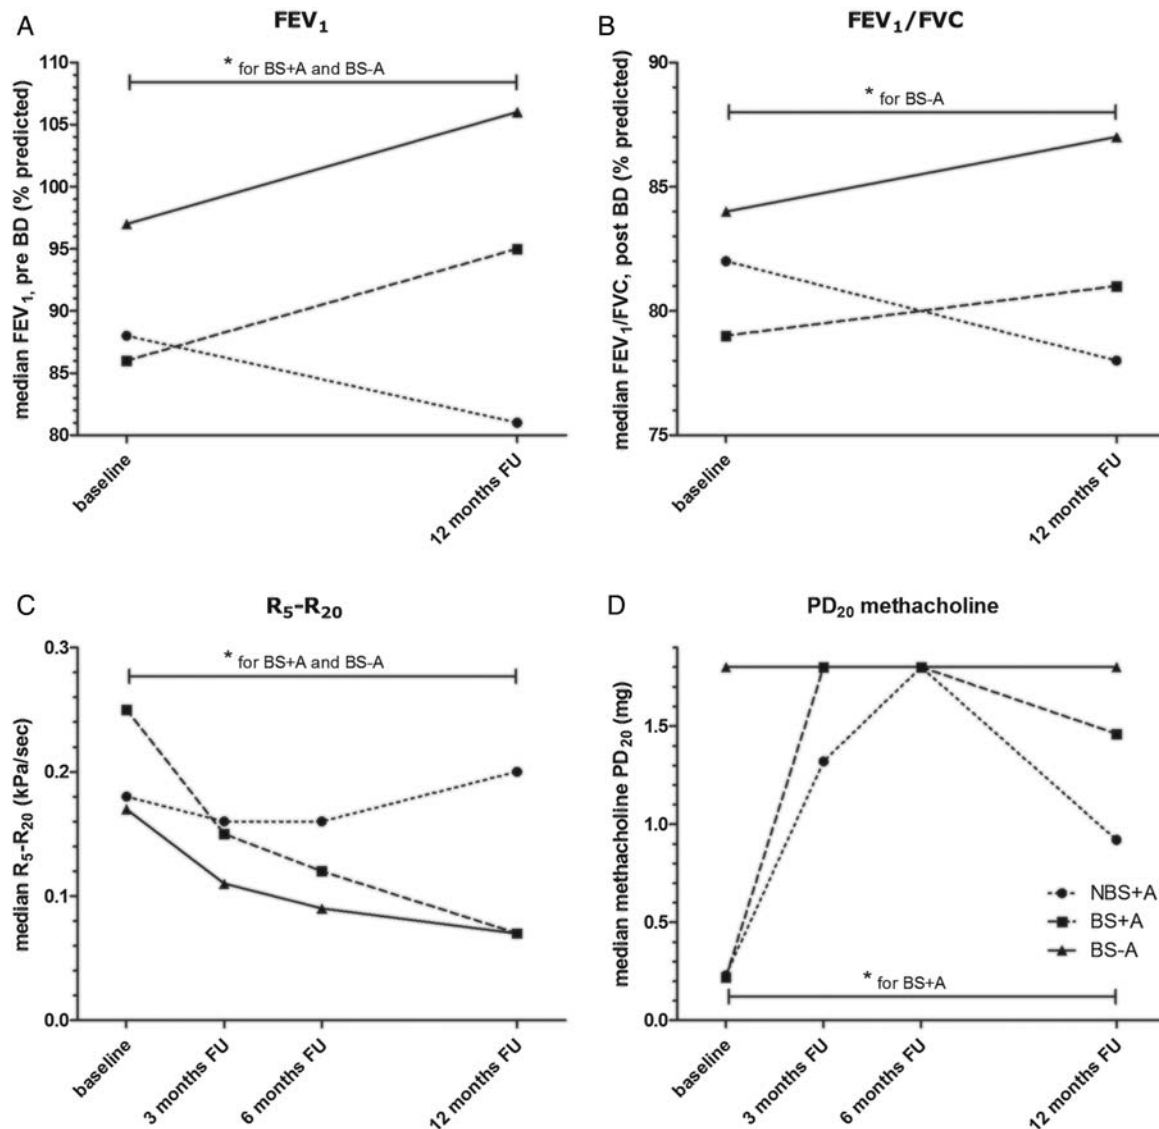 A
FEV₁
median FEV₁, pre BD (% predicted)
110
105
100
95
90
85
80
* for BS+A and BS-A
baseline
12 months FU
B
FEV₁/FVC
median FEV₁/FVC, post BD (% predicted)
90
85
80
75
* for BS-A
baseline
12 months FU
C
R₅-R₂₀
median R₅-R₂₀ (kPa/sec)
0.3
0.2
0.1
0.0
* for BS+A and BS-A
baseline
3 months FU
6 months FU
12 months FU
D
PD₂₀ methacholine
median methacholine PD₂₀ (mg)
1.5
1.0
0.5
0.0
NBS+A
BS+A
BS-A
* for BS+A
baseline
3 months FU
6 months FU
12 months FU